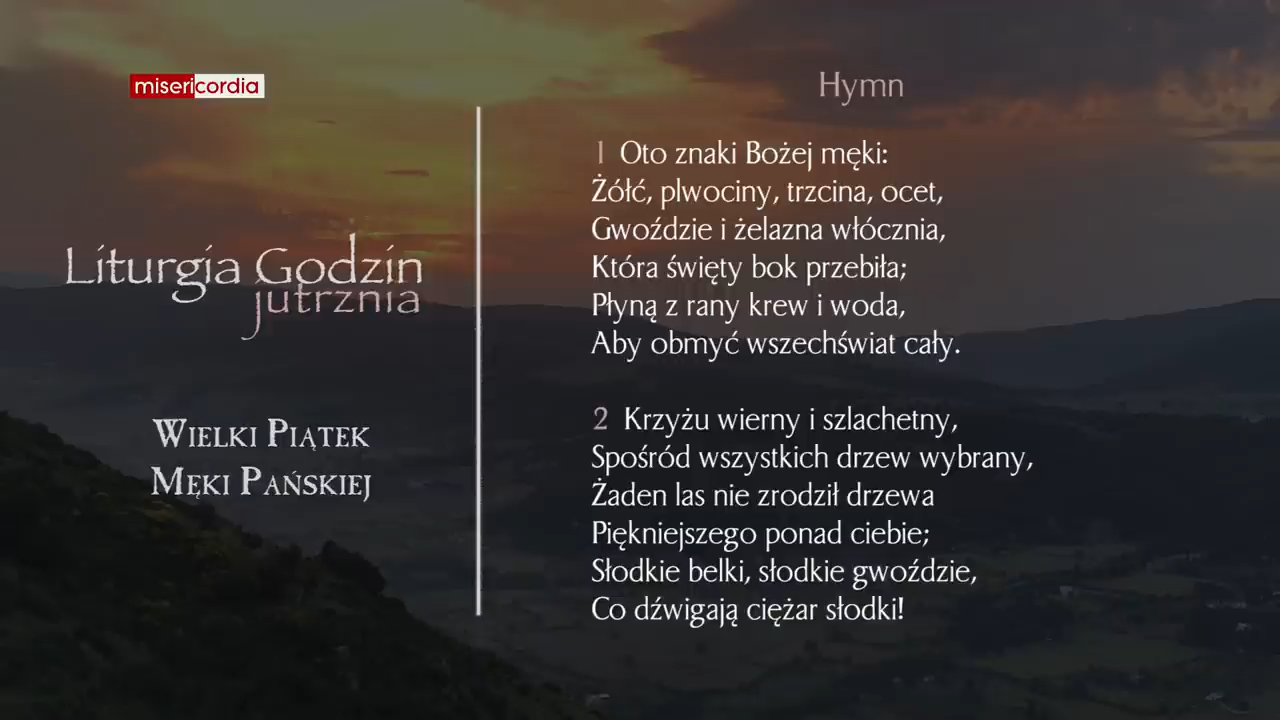 misericordia
Liturgia Godzin
jutrznia
Wielki Piątek
Męki Pańskiej
Hymn
1 Oto znaki Bożej męki:
Żółć, plwociny, trzcina, ocet,
Gwoździe i żelazna włócznia,
Która święty bok przebiła;
Płyną z rany krew i woda,
Aby obmyć wszechświat cały.
2 Krzyżu wierny i szlachetny,
Spośród wszystkich drzew wybrany,
Żaden las nie zrodził drzewa
Piękniejszego ponad ciebie;
Słodkie belki, słodkie gwoździe,
Co dźwigają ciężar słodki!